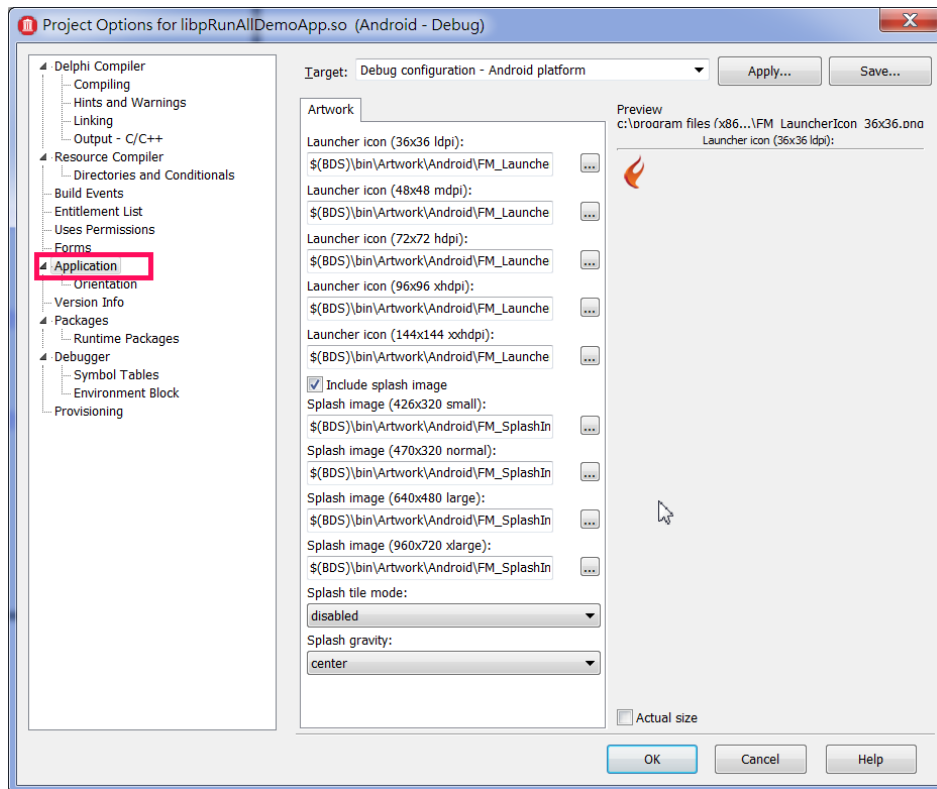 Project Options for libpRunAllDemoApp.so (Android - Debug)
Delphi Compiler
Compiling
Hints and Warnings
Linking
Output - C/C++
Resource Compiler
Directories and Conditionals
Build Events
Entitlement List
Uses Permissions
Forms
Application
Orientation
Version Info
Packages
Runtime Packages
Debugger
Symbol Tables
Environment Block
Provisioning
Target: Debug configuration - Android platform
Apply...
Save...
Artwork
Launcher icon (36x36 ldpi):
$(BDS)\bin\Artwork\Android\FM_Launche
...
Launcher icon (48x48 mdpi):
$(BDS)\bin\Artwork\Android\FM_Launche
...
Launcher icon (72x72 hdpi):
$(BDS)\bin\Artwork\Android\FM_Launche
...
Launcher icon (96x96 xhdpi):
$(BDS)\bin\Artwork\Android\FM_Launche
...
Launcher icon (144x144 xxhdpi):
$(BDS)\bin\Artwork\Android\FM_Launche
...
Include splash image
Splash image (426x320 small):
$(BDS)\bin\Artwork\Android\FM_SplashIn
...
Splash image (470x320 normal):
$(BDS)\bin\Artwork\Android\FM_SplashIn
...
Splash image (640x480 large):
$(BDS)\bin\Artwork\Android\FM_SplashIn
...
Splash image (960x720 xlarge):
$(BDS)\bin\Artwork\Android\FM_SplashIn
...
Splash tile mode:
disabled
Splash gravity:
center
Preview
c:\program files (x86...\FM_LauncherIcon_36x36.png
Launcher icon (36x36 ldpi):
Actual size
OK
Cancel
Help